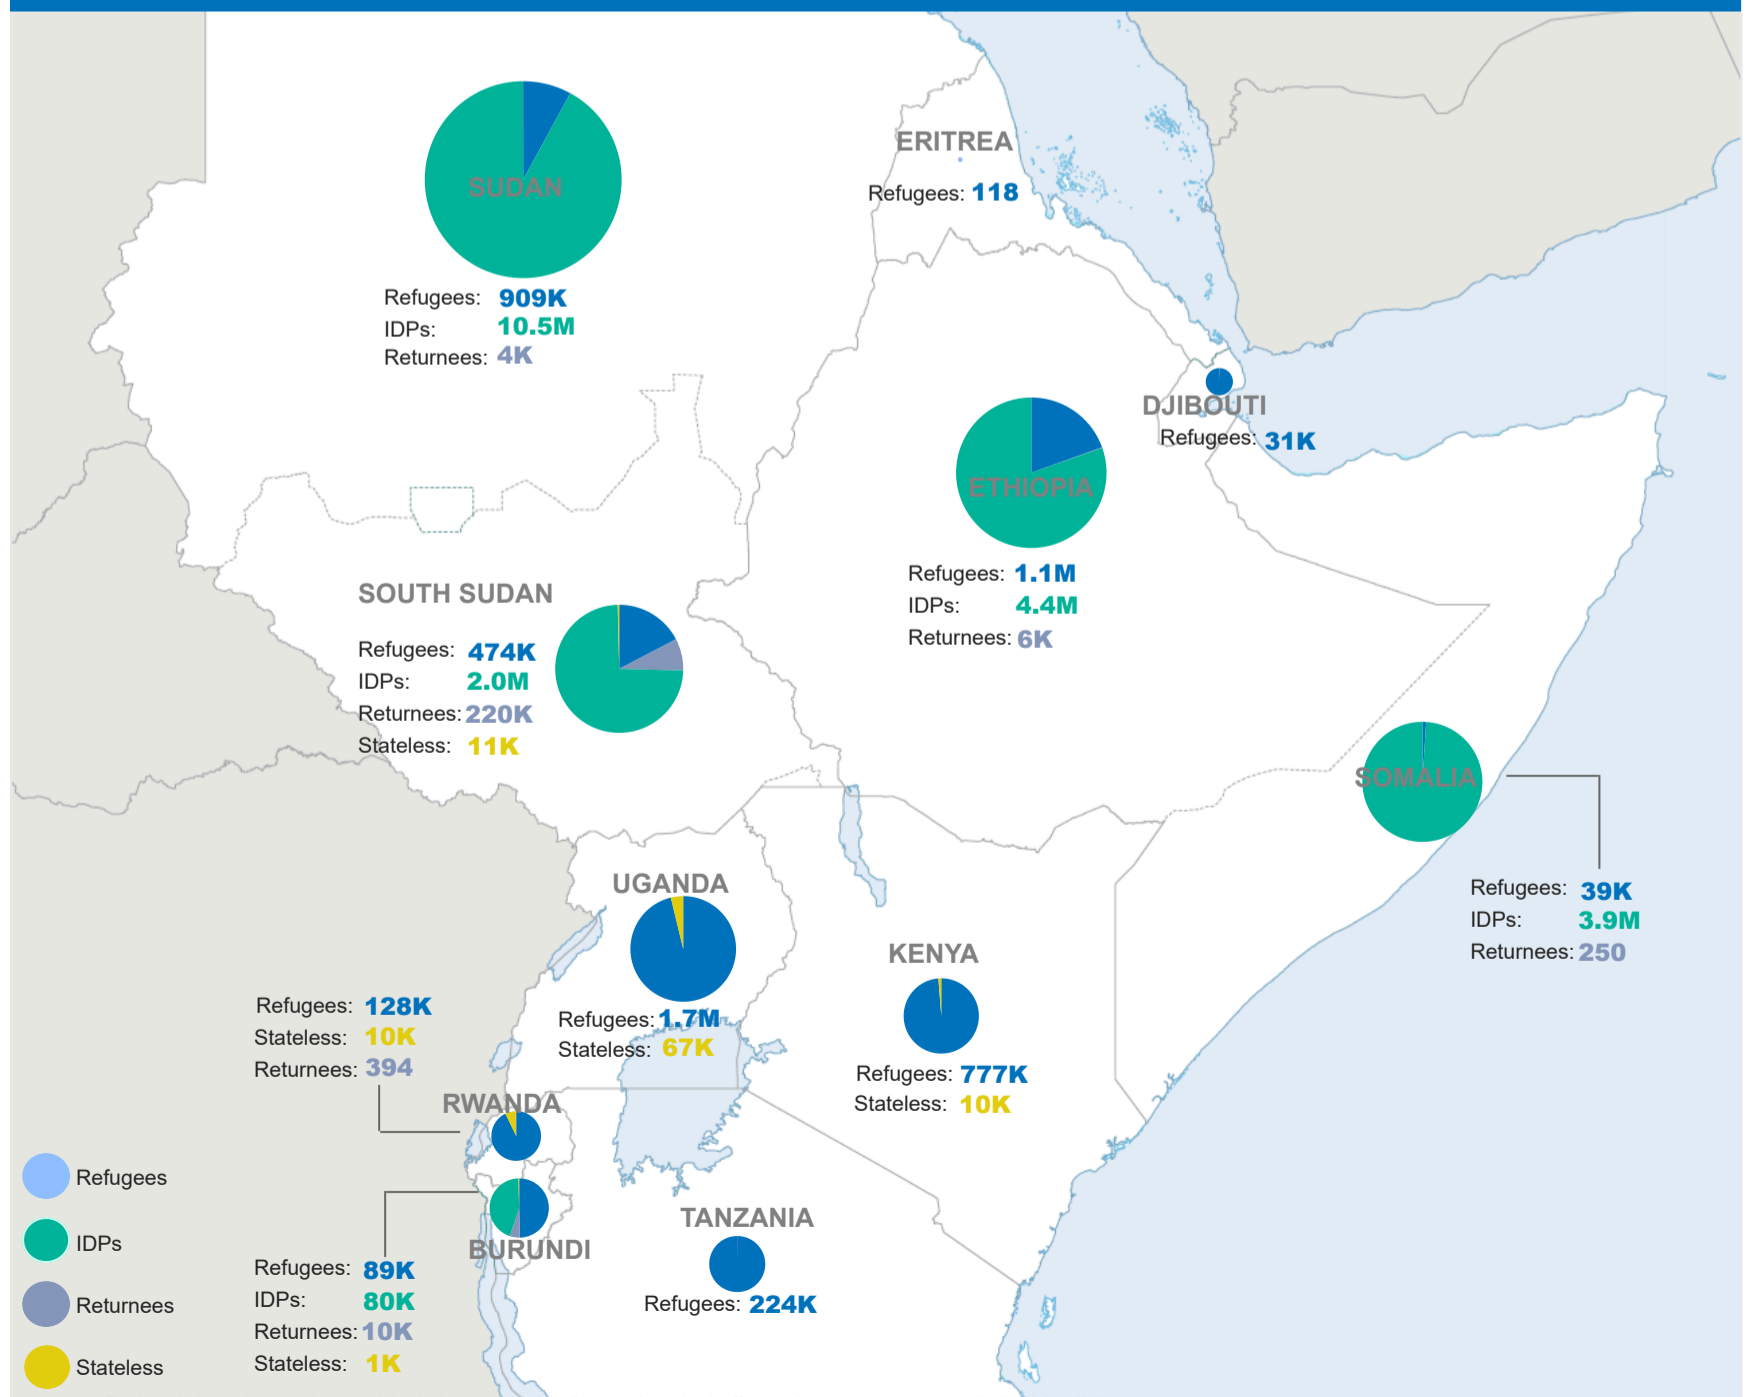 SUDAN
Refugees: 909K
IDPs: 10.5M
Returnees: 4K
ERITREA
Refugees: 118
DJIBOUTI
Refugees: 31K
ETHIOPIA
Refugees: 1.1M
IDPs: 4.4M
Returnees: 6K
SOUTH SUDAN
Refugees: 474K
IDPs: 2.0M
Returnees: 220K
Stateless: 11K
SOMALIA
Refugees: 39K
IDPs: 3.9M
Returnees: 250
UGANDA
Refugees: 1.7M
Stateless: 67K
KENYA
Refugees: 777K
Stateless: 10K
Refugees: 128K
Stateless: 10K
Returnees: 394
RWANDA
BURUNDI
Refugees: 89K
IDPs: 80K
Returnees: 10K
Stateless: 1K
TANZANIA
Refugees: 224K
Refugees
IDPs
Returnees
Stateless